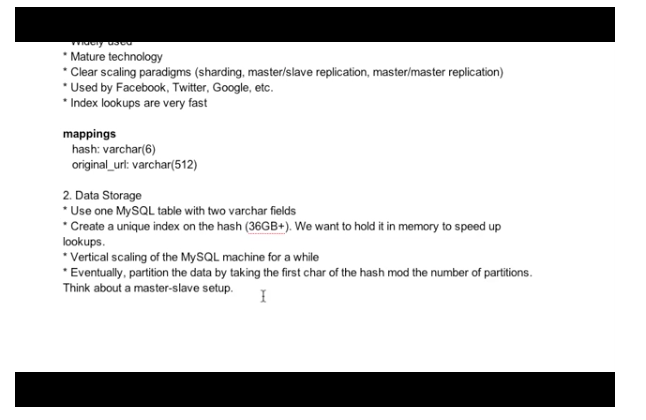 * Widely used
* Mature technology
* Clear scaling paradigms (sharding, master/slave replication, master/master replication)
* Used by Facebook, Twitter, Google, etc.
* Index lookups are very fast
mappings
hash: varchar(6)
original_url: varchar(512)
2. Data Storage
* Use one MySQL table with two varchar fields
* Create a unique index on the hash (36GB+). We want to hold it in memory to speed up
lookups.
* Vertical scaling of the MySQL machine for a while
* Eventually, partition the data by taking the first char of the hash mod the number of partitions.
Think about a master-slave setup.